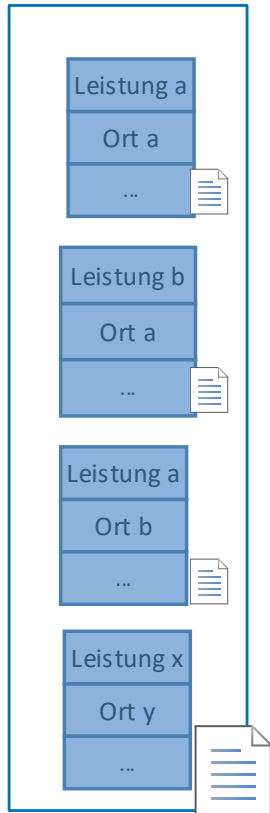 Leistung a
Ort a
...
Leistung b
Ort a
...
Leistung a
Ort b
...
Leistung x
Ort y
...